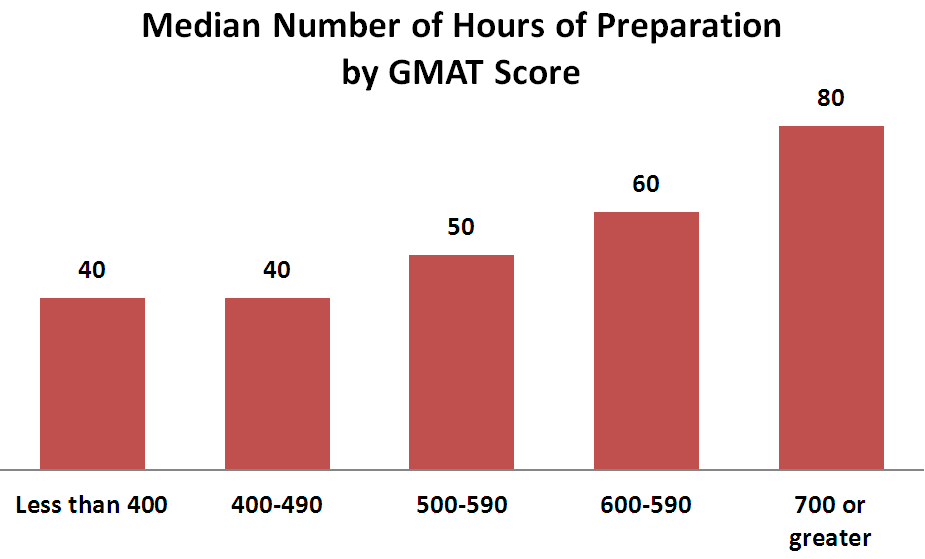 Median Number of Hours of Preparation
by GMAT Score
80
60
50
40
40
Less than 400
400-490
500-590
600-590
700 or
greater